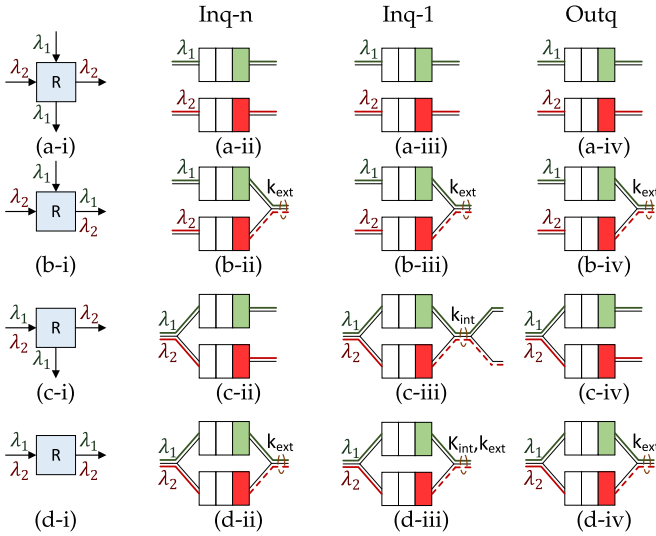 Inq-n Inq-1 Outq
λ1 λ1 λ1 λ1
λ2 R λ2 λ2 λ2 λ2
λ1
(a-i) (a-ii) (a-iii) (a-iv)
λ1 λ1 kext λ1 kext λ1 kext
λ2 R λ1
λ2 λ2 λ2 λ2
(b-i) (b-ii) (b-iii) (b-iv)
λ1 R λ2 λ1 λ1 kint λ1
λ2 λ1 λ2 λ2 λ2
(c-i) (c-ii) (c-iii) (c-iv)
λ1 R λ1 λ1 kext λ1 Kint,kext λ1 kext
λ2 λ2 λ2 λ2 λ2
(d-i) (d-ii) (d-iii) (d-iv)